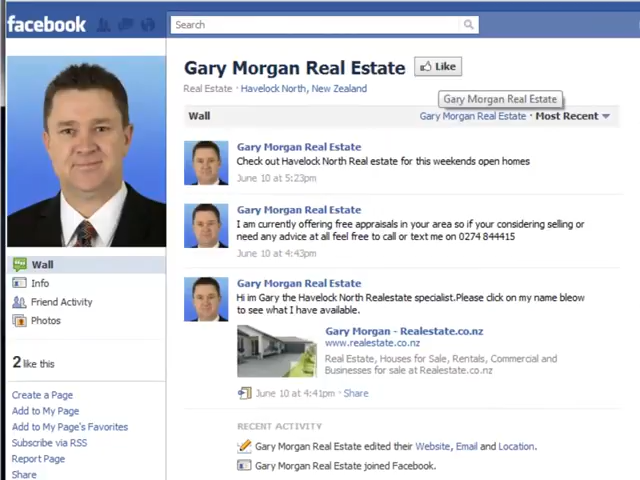 facebook
Search
Gary Morgan Real Estate
Like
Real Estate · Havelock North, New Zealand
Gary Morgan Real Estate
Wall
Gary Morgan Real Estate · Most Recent
Gary Morgan Real Estate
Check out Havelock North Real estate for this weekends open homes
June 10 at 5:23pm
Gary Morgan Real Estate
I am currently offering free appraisals in your area so if your considering selling or
need any advice at all feel free to call or text me on 0274 844415
June 10 at 4:43pm
Gary Morgan Real Estate
Hi im Gary the Havelock North Realestate specialist.Please click on my name bleow
to see what I have available.
Gary Morgan - Realestate.co.nz
www.realestate.co.nz
Real Estate, Houses for Sale, Rentals, Commercial and
Businesses for sale at Realestate.co.nz
June 10 at 4:41pm · Share
RECENT ACTIVITY
Gary Morgan Real Estate edited their Website, Email and Location.
Gary Morgan Real Estate joined Facebook.
Wall
Info
Friend Activity
Photos
2 like this
Create a Page
Add to My Page
Add to My Page's Favorites
Subscribe via RSS
Report Page
Share